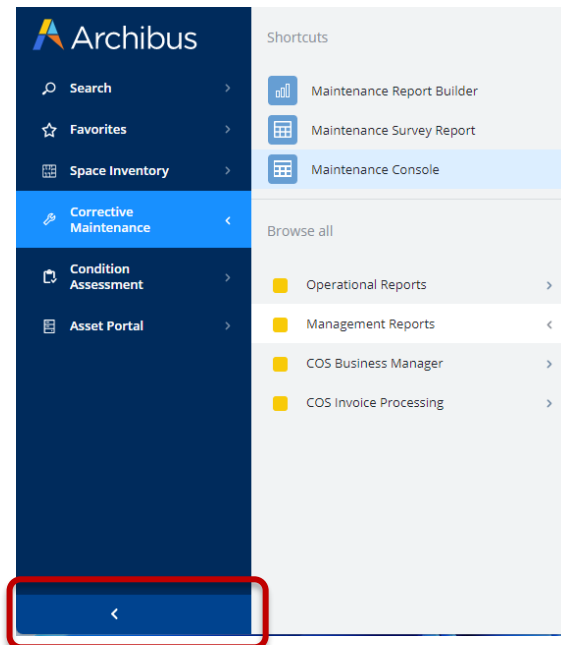 Archibus
Search
Favorites
Space Inventory
Corrective
Maintenance
Condition
Assessment
Asset Portal
Shortcuts
Maintenance Report Builder
Maintenance Survey Report
Maintenance Console
Browse all
Operational Reports
Management Reports
COS Business Manager
COS Invoice Processing